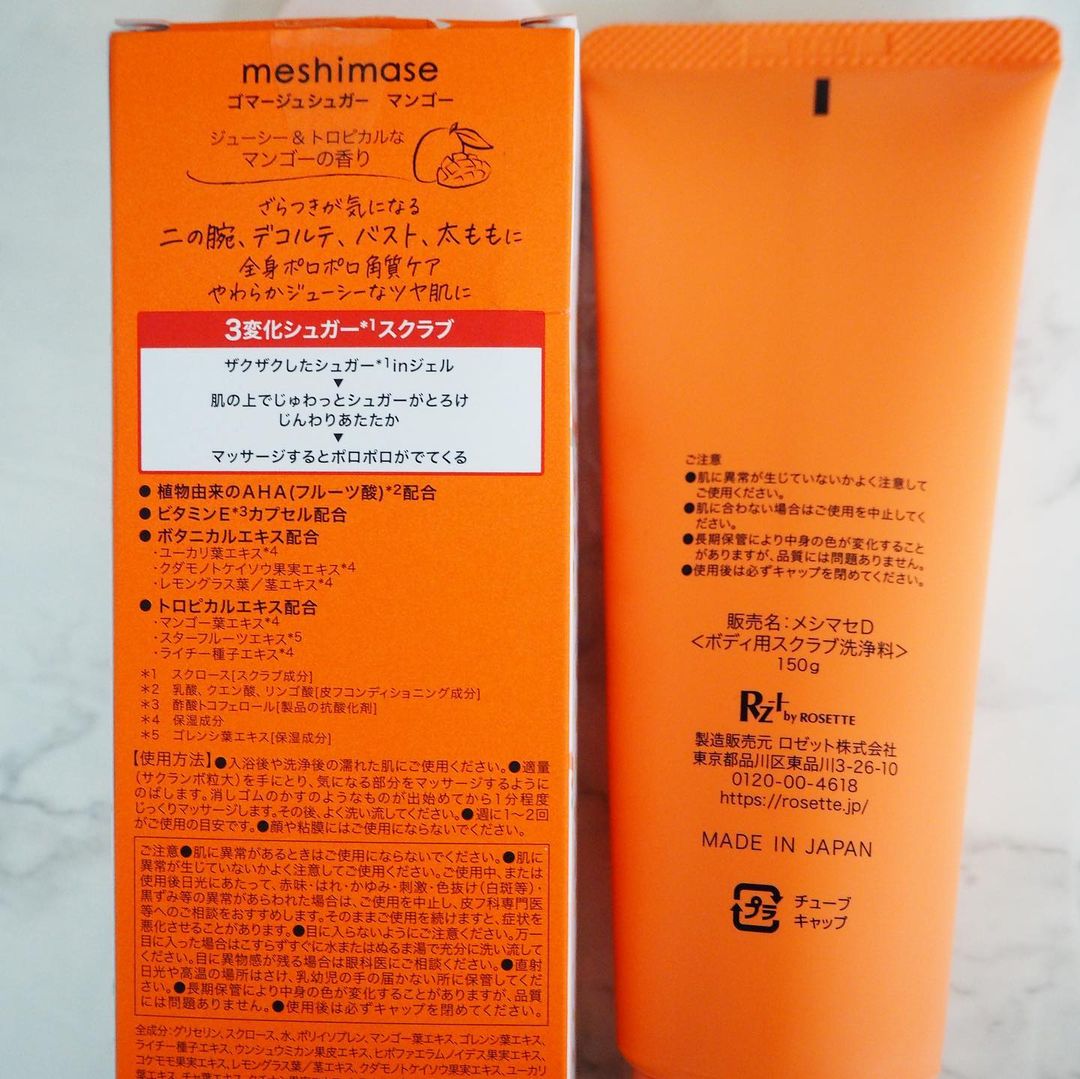 meshimase
ゴマージュシュガー　マンゴー
ジューシー&トロピカルな
マンゴーの香り
ざらつきが気になる
二の腕、デコルテ、バスト、太ももに
全身ポロポロ角質ケア
やわらかジューシーなツヤ肌に
3変化シュガー*1スクラブ
ザクザクしたシュガー*1inジェル
▼
肌の上でじゅわっとシュガーがとろけ
じんわりあたたか
▼
マッサージするとポロポロがでてくる
●植物由来のAHA(フルーツ酸)*2配合
●ビタミンE*3カプセル配合
●ボタニカルエキス配合
・ユーカリ葉エキス*4
・クダモノトケイソウ果実エキス*4
・レモングラス葉/茎エキス*4
●トロピカルエキス配合
・マンゴー葉エキス*4
・スターフルーツエキス*5
・ライチー種子エキス*4
*1　スクロース[スクラブ成分]
*2　乳酸、クエン酸、リンゴ酸[皮フコンディショニング成分]
*3　酢酸トコフェロール[製品の抗酸化剤]
*4　保湿成分
*5　ゴレンシ葉エキス[保湿成分]
【使用方法】●入浴後や洗浄後の濡れた肌にご使用ください。●適量
(サクランボ粒大)を手にとり、気になる部分をマッサージするように
のばします。消しゴムのかすのようなものが出始めてから1分程度
じっくりマッサージします。その後、よく洗い流してください。●週に1〜2回
がご使用の目安です。●顔や粘膜にはご使用にならないでください。
ご注意●肌に異常があるときはご使用にならないでください。●肌に
異常が生じていないかよく注意してご使用ください。ご使用中、または
使用後日光にあたって、赤味・はれ・かゆみ・刺激・色抜け(白斑等)・
黒ずみ等の異常があらわれた場合は、ご使用を中止し、皮フ科専門医
等へのご相談をおすすめします。そのままご使用を続けますと、症状を
悪化させることがあります。●目に入らないようにご注意ください。万一
目に入った場合はこすらずすぐに水またはぬるま湯で充分に洗い流して
ください。目に異物感が残る場合は眼科医にご相談ください。●直射
日光や高温の場所はさけ、乳幼児の手の届かない所に保管してくだ
さい。●長期保管により中身の色が変化することがありますが、品質
には問題ありません。●使用後は必ずキャップを閉めてください。
全成分:グリセリン、スクロース、水、ポリイソプレン、マンゴー葉エキス、ゴレンシ葉エキス、
ライチー種子エキス、ウンシュウミカン果皮エキス、ヒポファエラムノイデス果実エキス、
コケモモ果実エキス、レモングラス葉/茎エキス、クダモノトケイソウ果実エキス、ユーカリ
葉エキス、チャ葉エキス、
ご注意
●肌に異常が生じていないかよく注意して
ご使用ください。
●肌に合わない場合はご使用を中止してく
ださい。
●長期保管により中身の色が変化すること
がありますが、品質には問題ありません。
●使用後は必ずキャップを閉めてください。
販売名:メシマセD
<ボディ用スクラブ洗浄料>
150g
Rz+ by ROSETTE
製造販売元 ロゼット株式会社
東京都品川区東品川3-26-10
0120-00-4618
https://rosette.jp/
MADE IN JAPAN
プラ
チューブ
キャップ